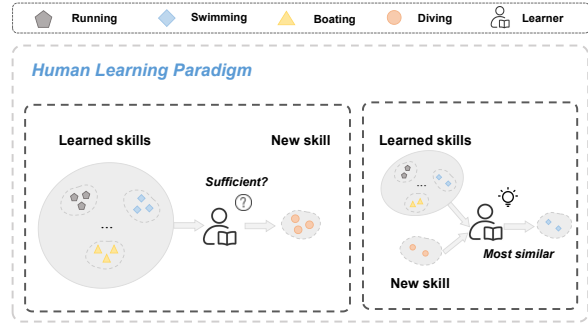 Running Swimming Boating Diving Learner
Human Learning Paradigm
Learned skills New skill
Sufficient?
?
...
Learned skills
...
Most similar
New skill